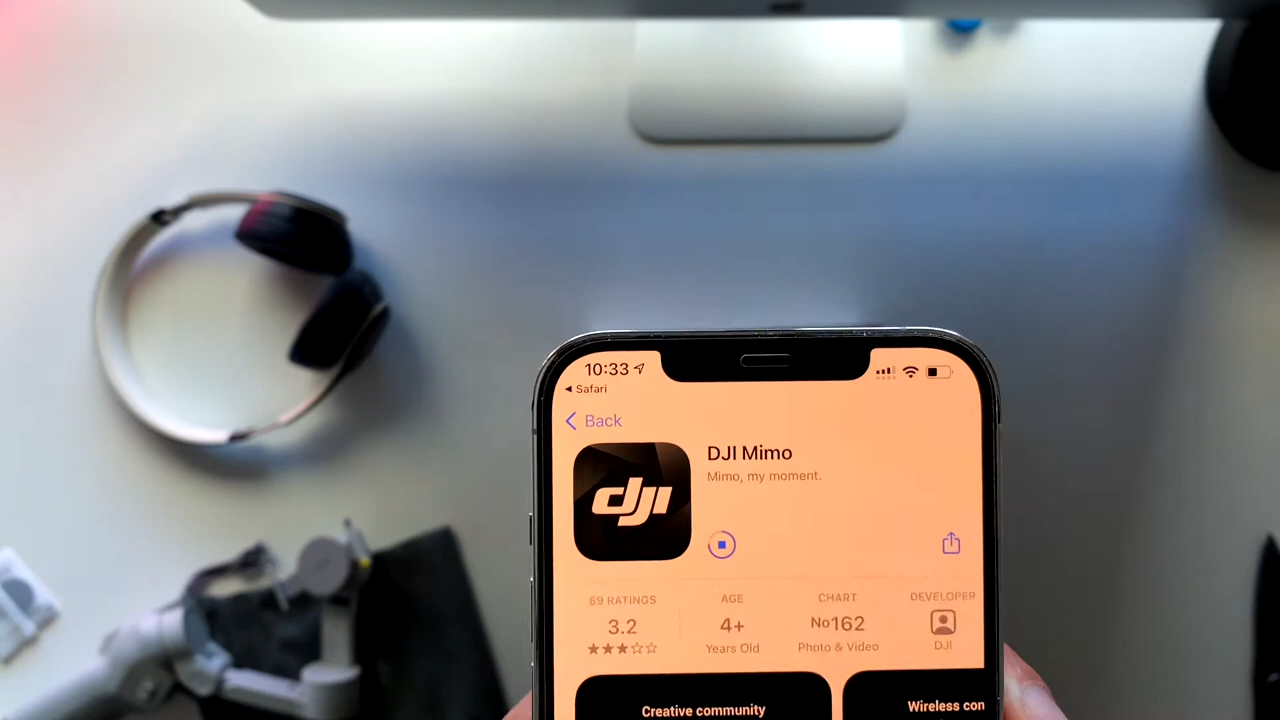 10:33
Safari
Back
dji
DJI Mimo
Mimo, my moment.
69 RATINGS
3.2
AGE
4+
Years Old
CHART
No162
Photo & Video
DEVELOPER
DJI
Creative community
Wireless con